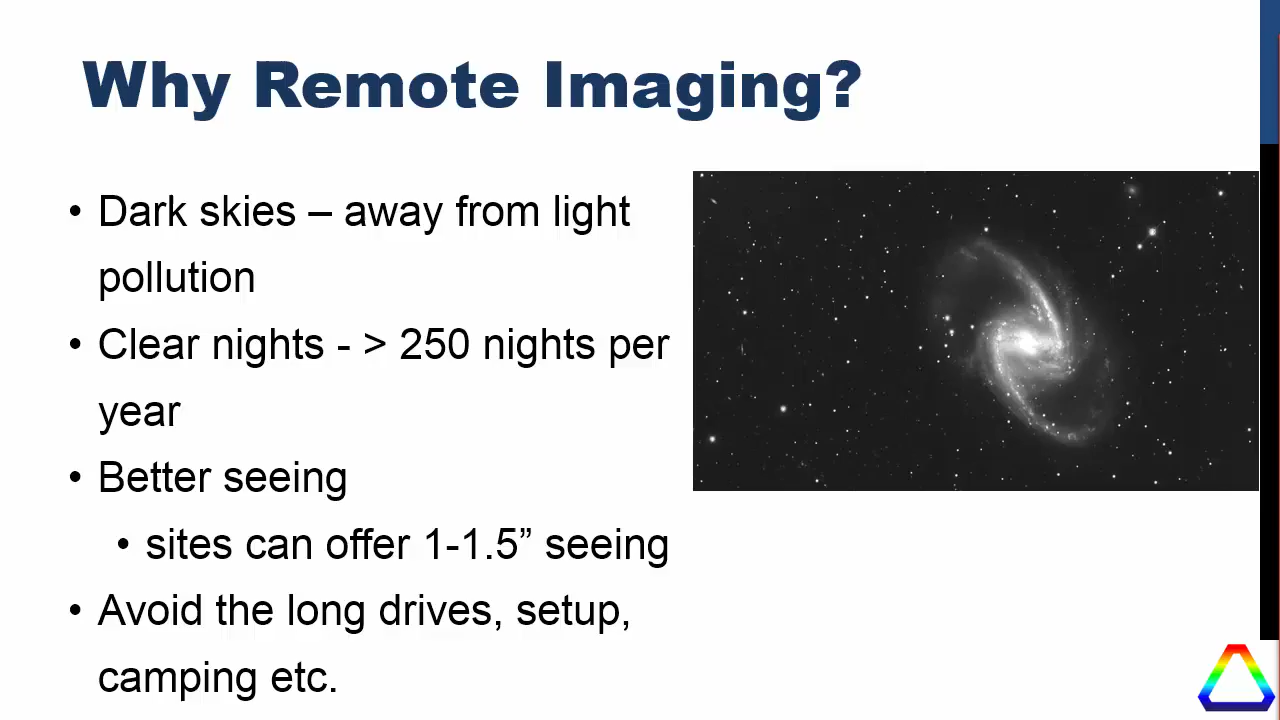 Why Remote Imaging?
• Dark skies – away from light
pollution
• Clear nights - > 250 nights per
year
• Better seeing
• sites can offer 1-1.5” seeing
• Avoid the long drives, setup,
camping etc.